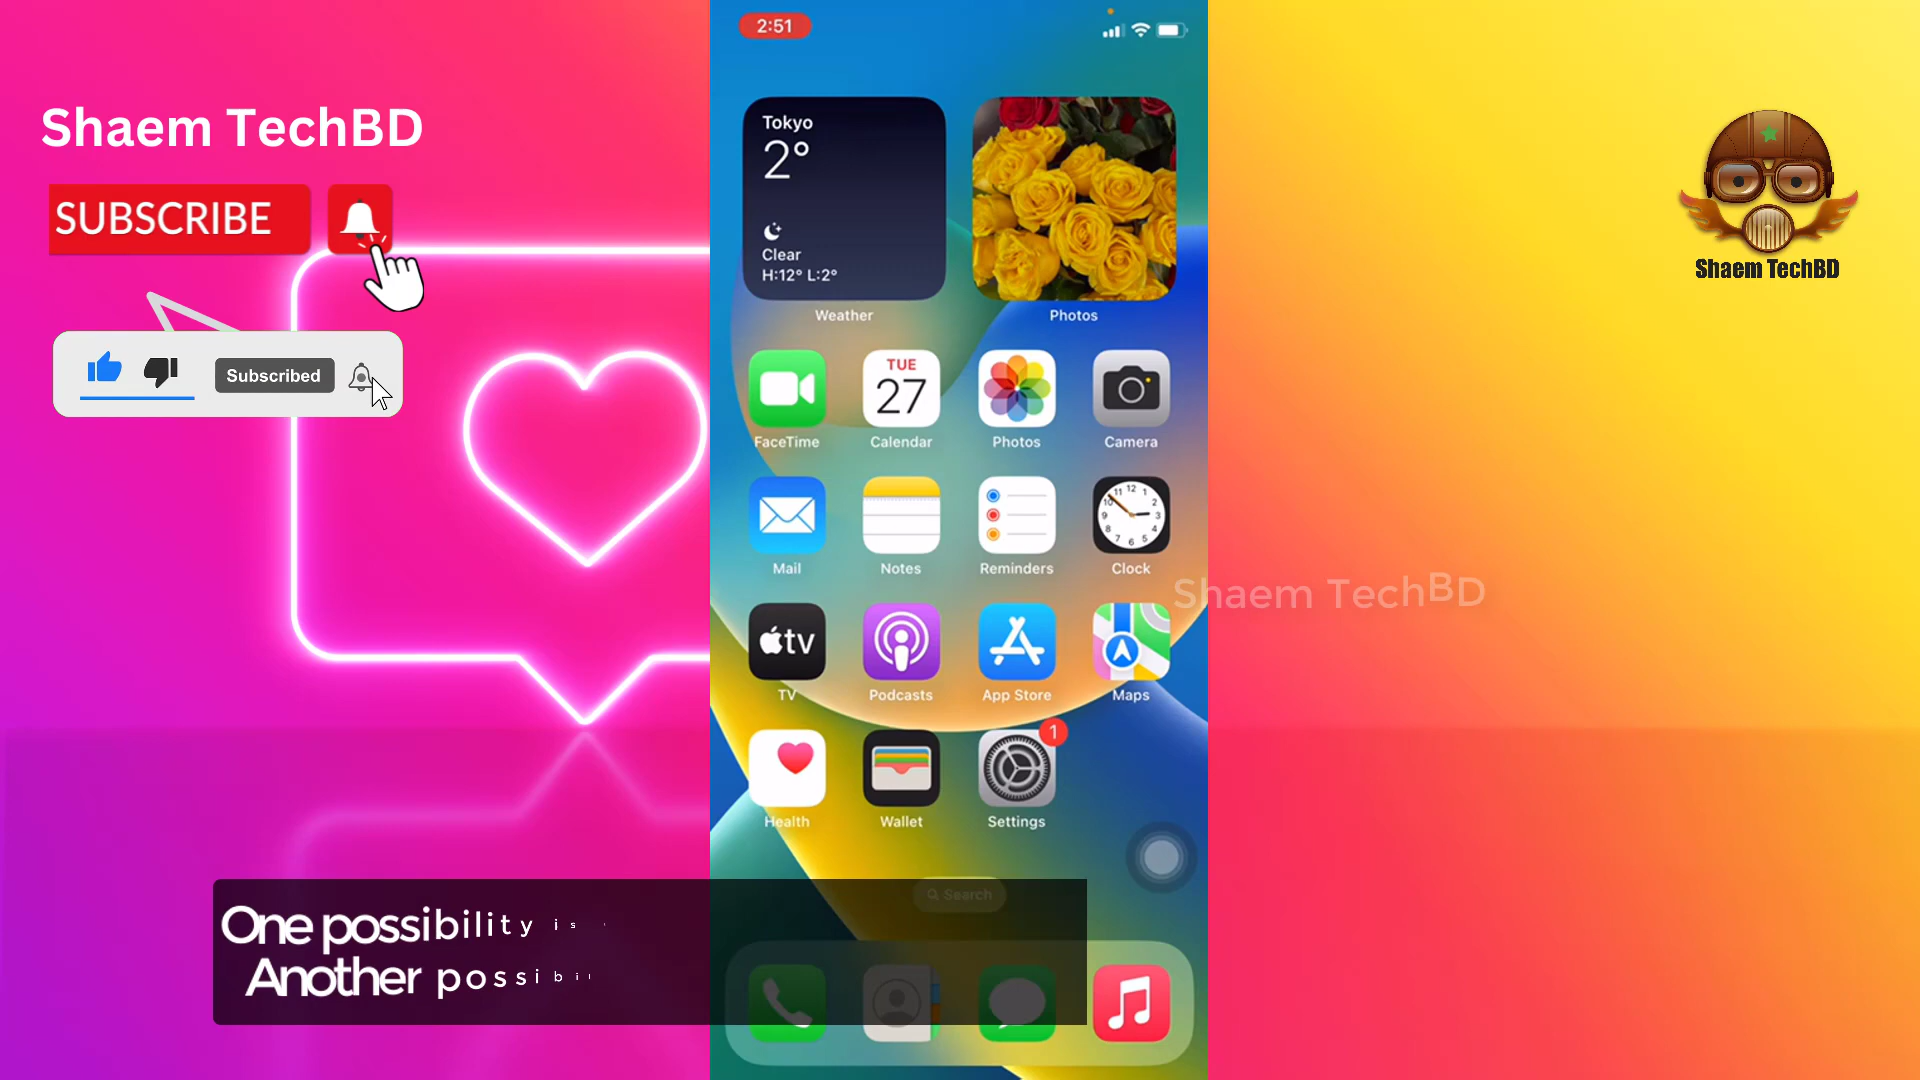 Shaem TechBD
SUBSCRIBE
Subscribed
2:51
Tokyo
2°
Clear
H:12° L:2°
Weather
Photos
TUE
27
FaceTime
Calendar
Photos
Camera
Mail
Notes
Reminders
Clock
tv
TV
Podcasts
App Store
Maps
1
Health
Wallet
Settings
Search
One possibility is
Another possibi
Shaem TechBD
Shaem TechBD